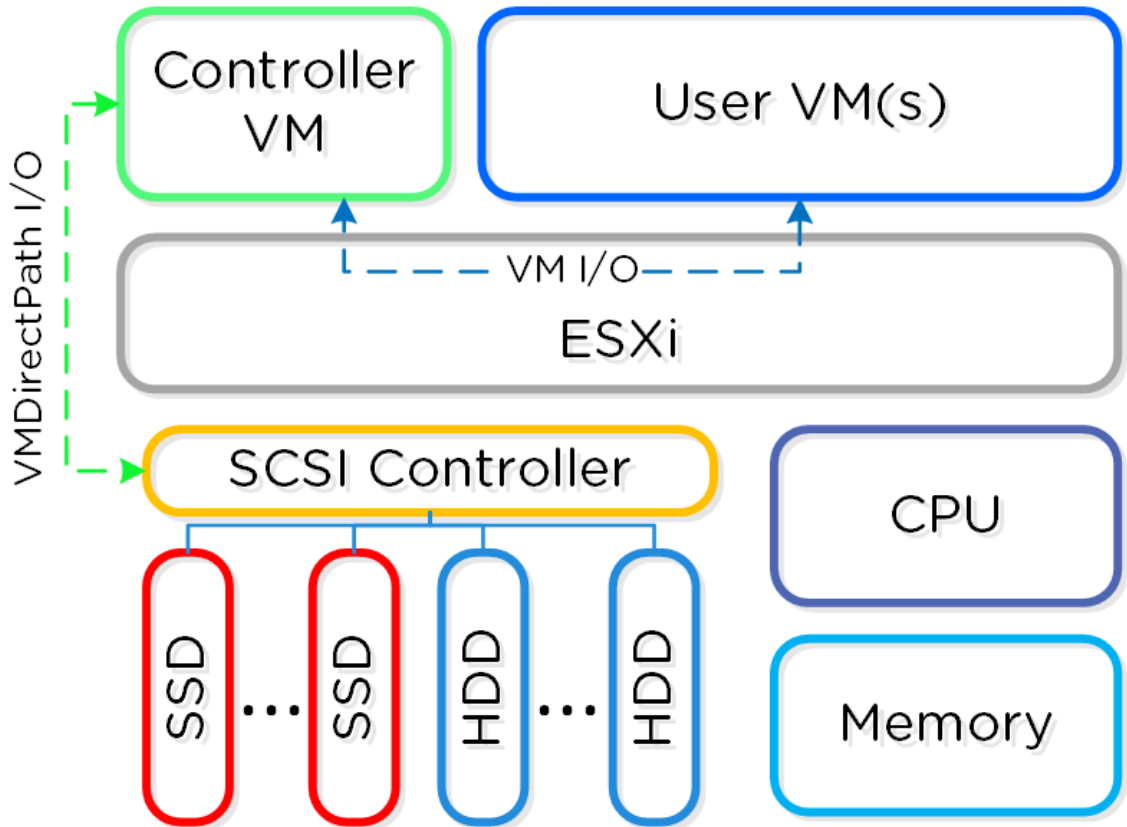 Controller
VM
User VM(s)
VMDirectPath I/O
VM I/O
ESXi
SCSI Controller
CPU
SSD
...
SSD
HDD
...
HDD
Memory